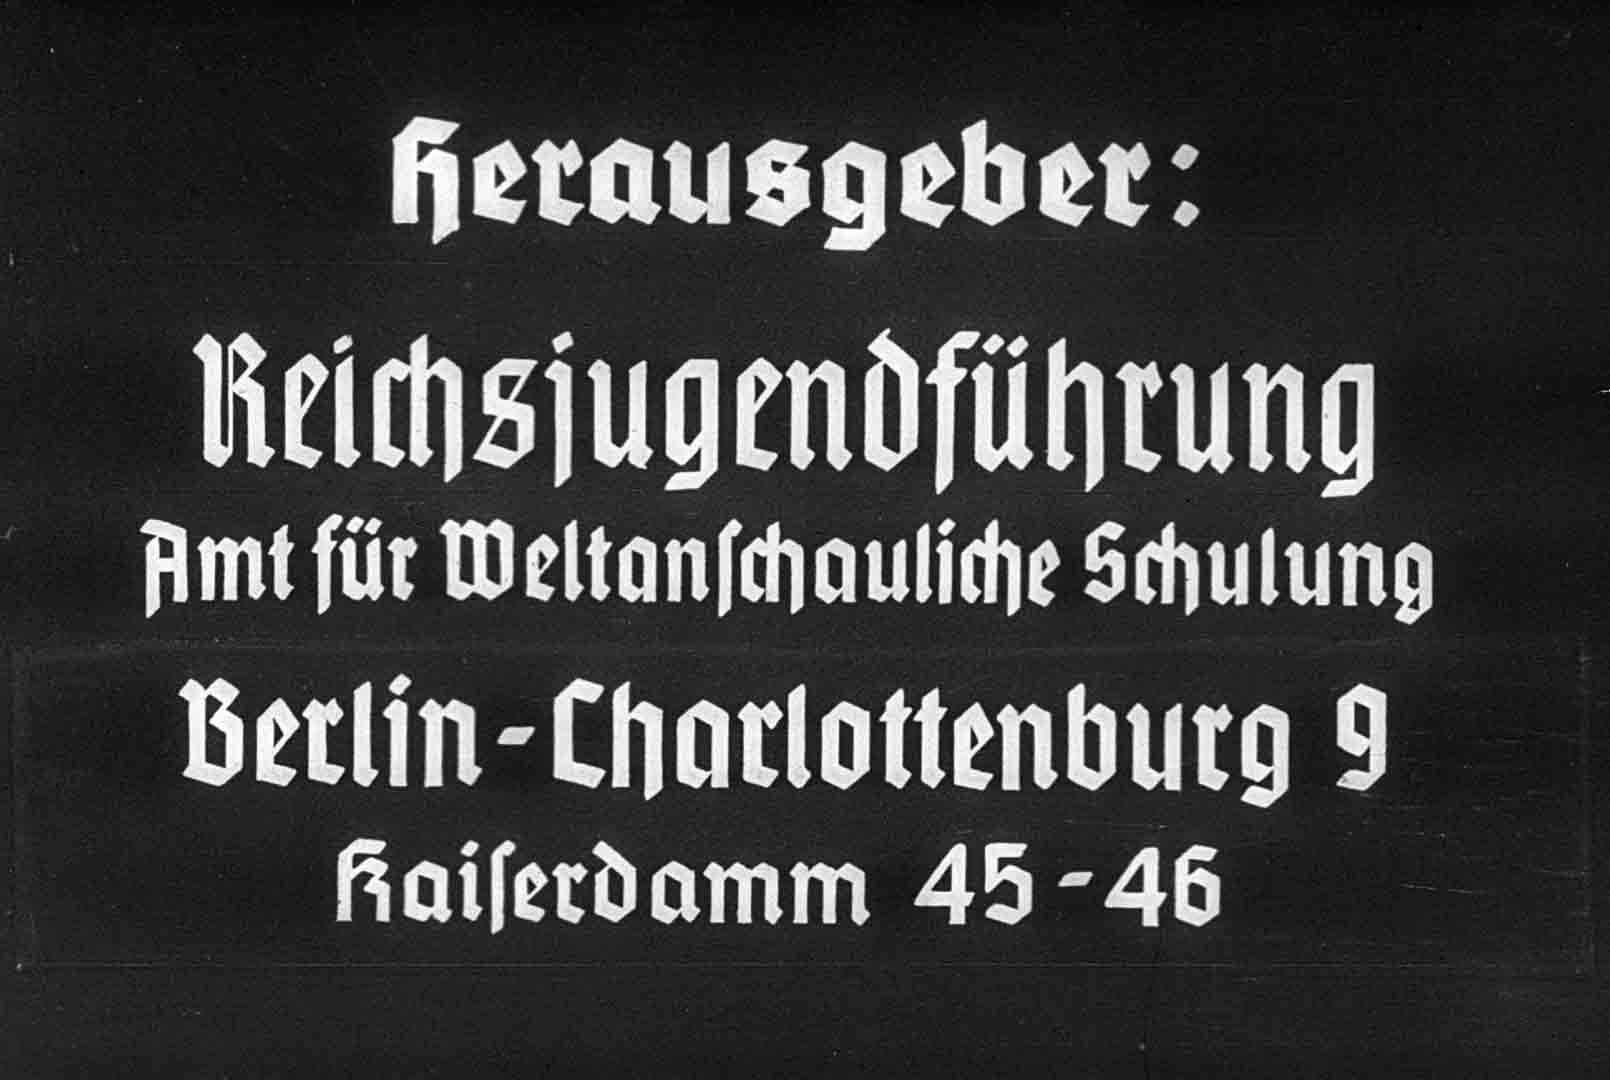 Herausgeber:
Reichsjugendführung
Amt für Weltanſchauliche Schulung
Berlin-Charlottenburg 9
Kaiſerdamm 45-46